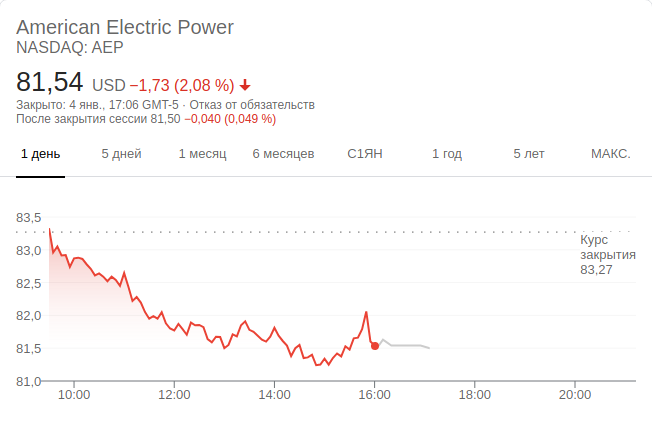 American Electric Power
NASDAQ: AEP
81,54 USD −1,73 (2,08 %)
Закрыто: 4 янв., 17:06 GMT-5 · Отказ от обязательств
После закрытия сессии 81,50 −0,040 (0,049 %)
1 день 5 дней 1 месяц 6 месяцев С1ЯН 1 год 5 лет МАКС.
83,5
Курс
закрытия
83,27
83,0
82,5
82,0
81,5
81,0
10:00 12:00 14:00 16:00 18:00 20:00